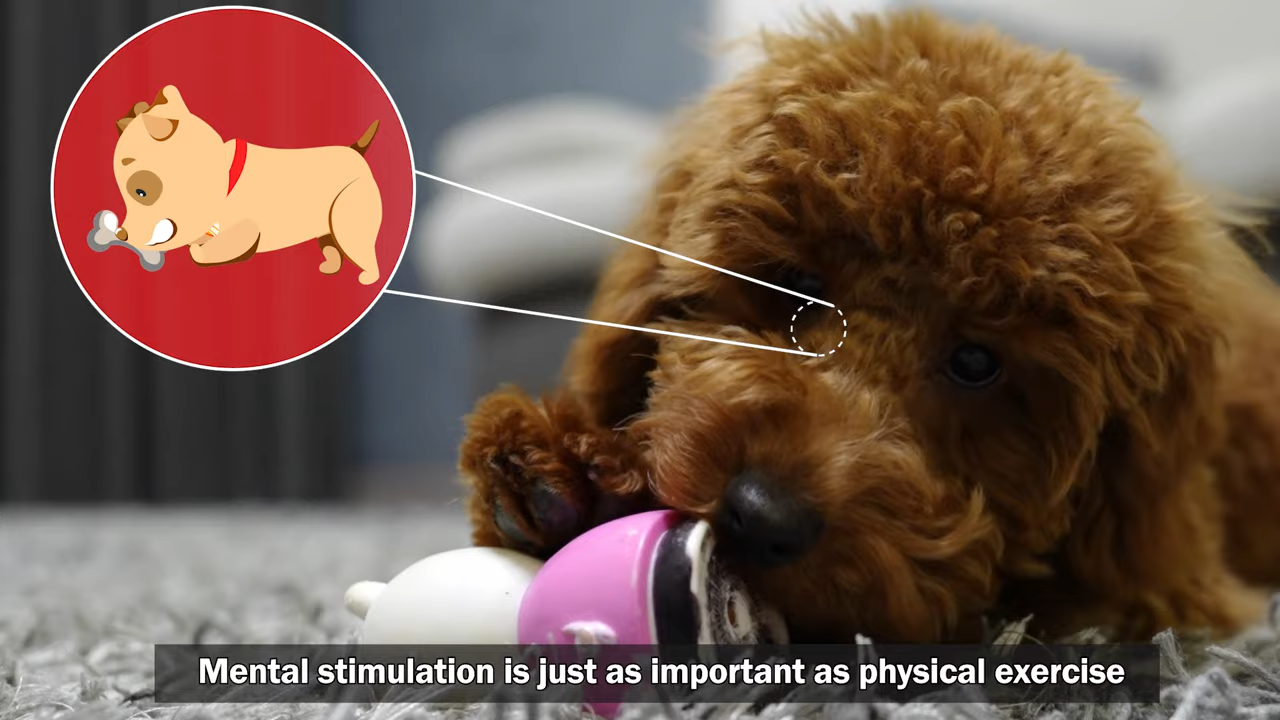 Mental stimulation is just as important as physical exercise